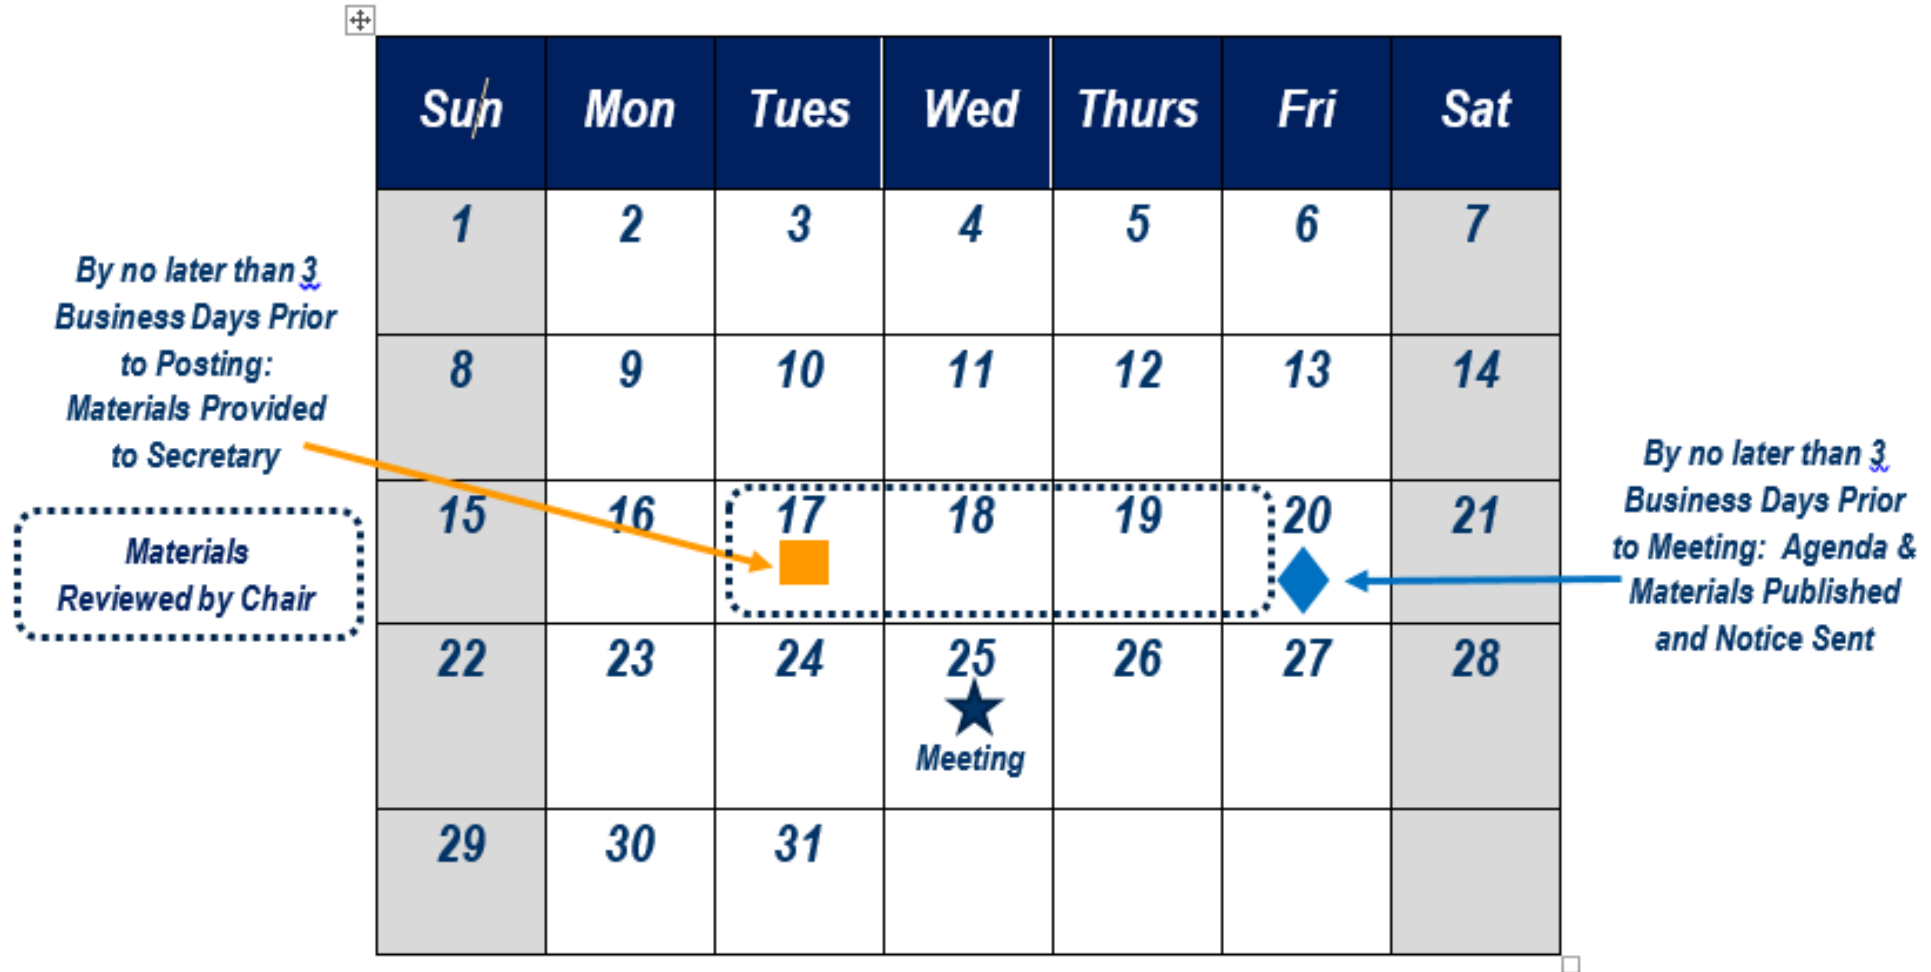 Sun Mon Tues Wed Thurs Fri Sat
1 2 3 4 5 6 7
8 9 10 11 12 13 14
15 16 17 18 19 20 21
22 23 24 25 26 27 28
Meeting
29 30 31
By no later than 3
Business Days Prior
to Posting:
Materials Provided
to Secretary
Materials
Reviewed by Chair
By no later than 3
Business Days Prior
to Meeting: Agenda &
Materials Published
and Notice Sent